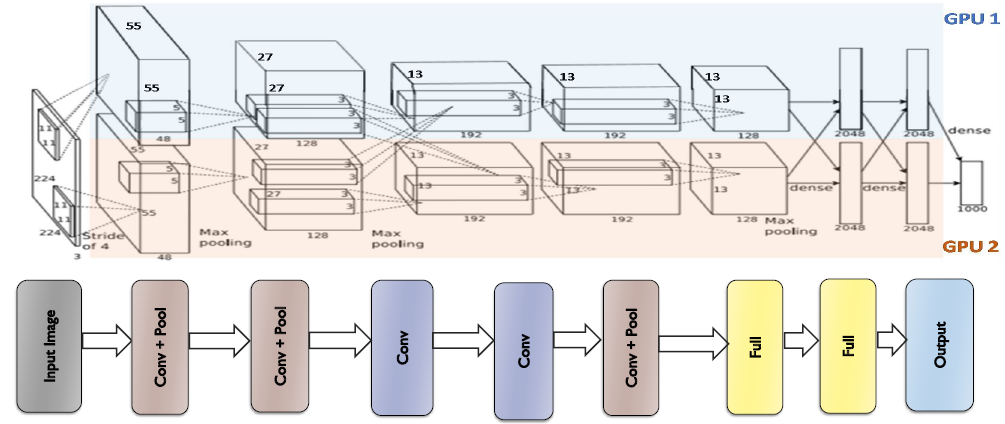 GPU 1
55
55
5
5
48
27
27
3
3
128
13
3
3
192
13
3
3
192
13
13
128
2048
2048
dense
1000
11
11
224
11
11
224
3
Stride
of 4
55
5
5
55
48
Max
pooling
27
3
3
27
3
3
128
Max
pooling
13
3
3
13
192
13
3
3
13
192
13
13
128
Max
pooling
dense
2048
dense
2048
GPU 2
Input Image
Conv + Pool
Conv + Pool
Conv
Conv
Conv + Pool
Full
Full
Output